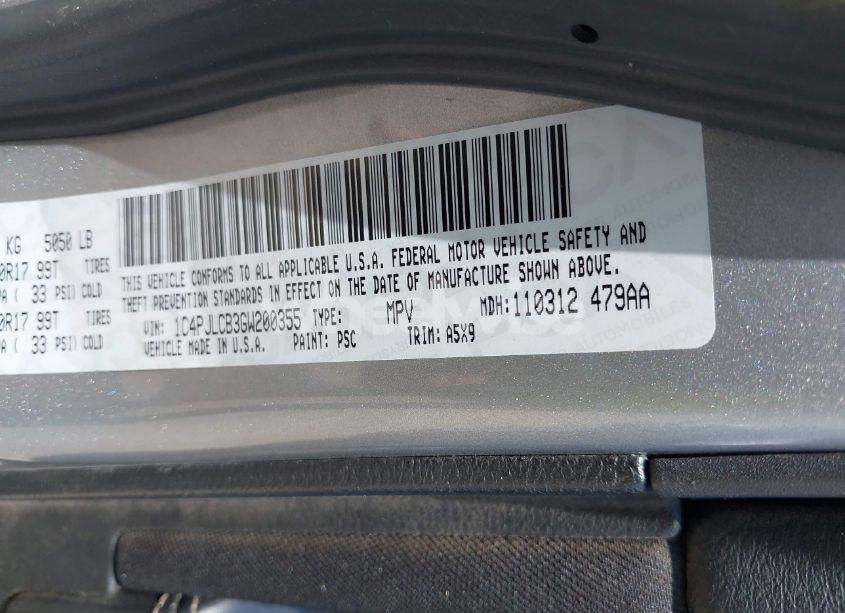 KG 5050 LB
0R17 99T TIRES
PA ( 33 PSI) COLD
0R17 99T TIRES
PA ( 33 PSI) COLD
THIS VEHICLE CONFORMS TO ALL APPLICABLE U.S.A. FEDERAL MOTOR VEHICLE SAFETY AND
THEFT PREVENTION STANDARDS IN EFFECT ON THE DATE OF MANUFACTURE SHOWN ABOVE.
VIN: 1C4PJLCB3GW200355 TYPE: MPV MDH:110312 479AA
VEHICLE MADE IN U.S.A. PAINT: PSC TRIM: A5X9